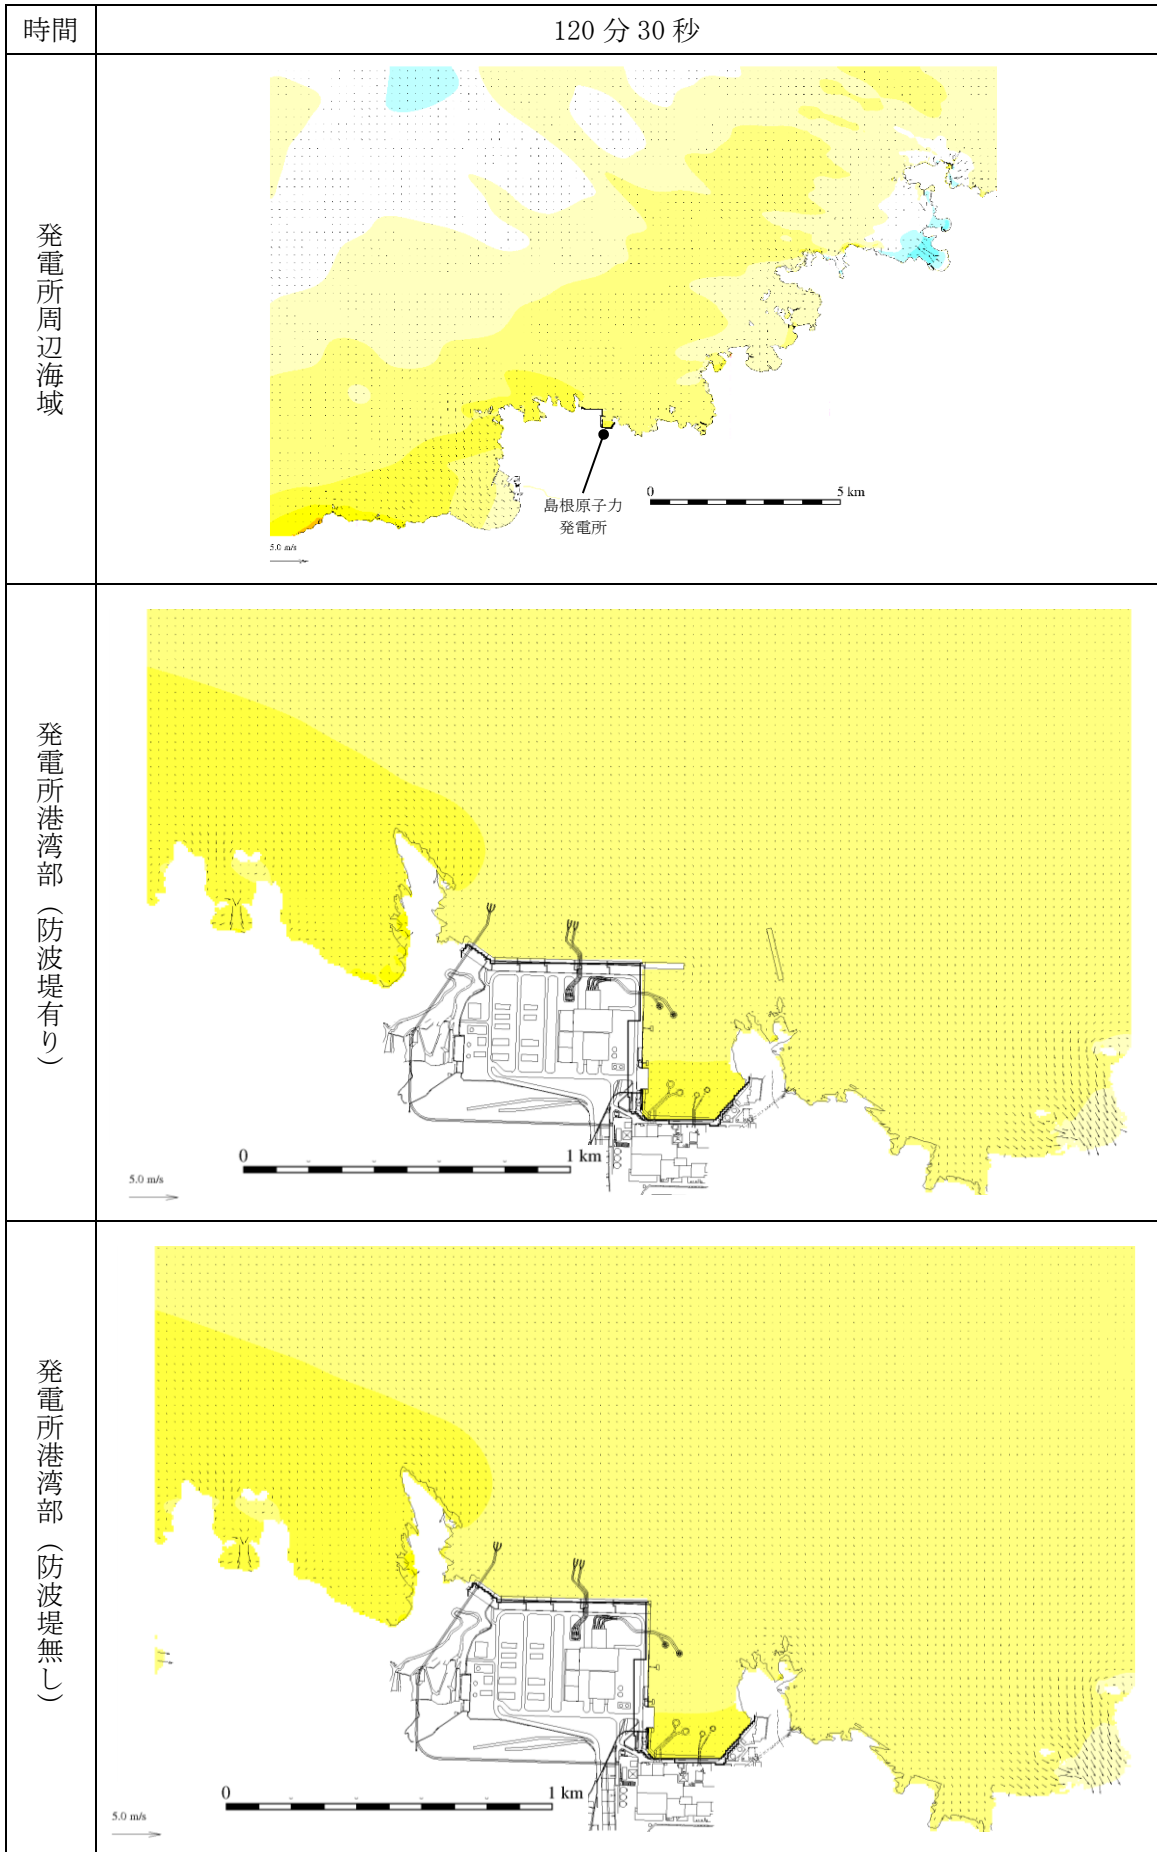 時間
120 分 30 秒
発電所周辺海域
島根原子力
発電所
0
5 km
5.0 m/s
発電所港湾部（防波堤有り）
0
1 km
5.0 m/s
発電所港湾部（防波堤無し）
0
1 km
5.0 m/s